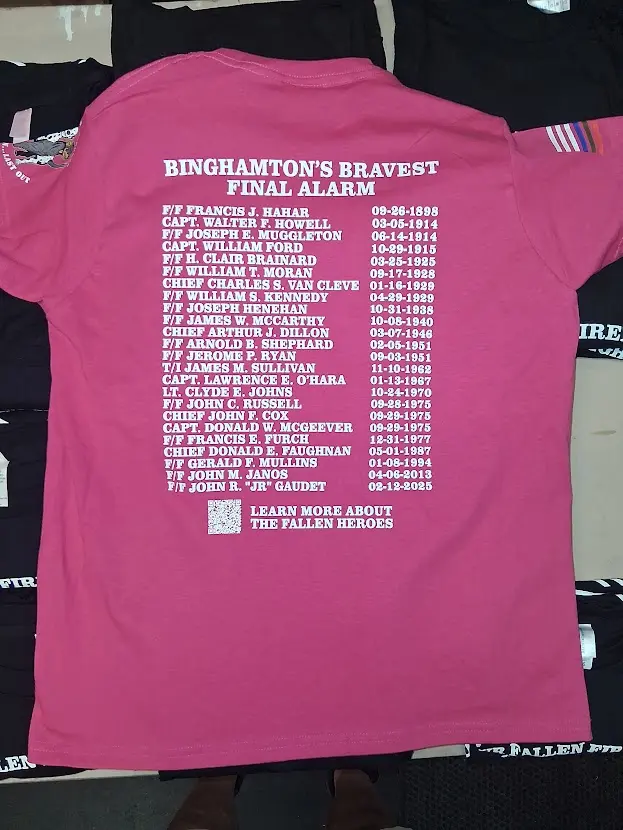 BINGHAMTON'S BRAVEST
FINAL ALARM
F/F FRANCIS J. HAHAR 09-26-1898
CAPT. WALTER F. HOWELL 03-05-1914
F/F JOSEPH E. MUGGLETON 06-14-1914
CAPT. WILLIAM FORD 10-29-1915
F/F H. CLAIR BRAINARD 03-25-1925
F/F WILLIAM T. MORAN 09-17-1928
CHIEF CHARLES S. VAN CLEVE 01-16-1929
F/F WILLIAM S. KENNEDY 04-29-1929
F/F JOSEPH HENEHAN 10-31-1938
F/F JAMES W. MCCARTHY 10-08-1940
CHIEF ARTHUR J. DILLON 03-07-1946
F/F ARNOLD B. SHEPHARD 02-05-1951
F/F JEROME P. RYAN 09-03-1951
T/I JAMES M. SULLIVAN 11-10-1962
CAPT. LAWRENCE E. O'HARA 01-13-1967
LT. CLYDE E. JOHNS 10-24-1970
F/F JOHN C. RUSSELL 09-28-1975
CHIEF JOHN F. COX 09-29-1975
CAPT. DONALD W. MCGEEVER 09-29-1975
F/F FRANCIS E. FURCH 12-31-1977
CHIEF DONALD E. FAUGHNAN 05-01-1987
F/F GERALD F. MULLINS 01-08-1994
F/F JOHN M. JANOS 04-06-2013
F/F JOHN R. "JR" GAUDET 02-12-2025
LEARN MORE ABOUT
THE FALLEN HEROES
LAST OUT
FALLEN FIR